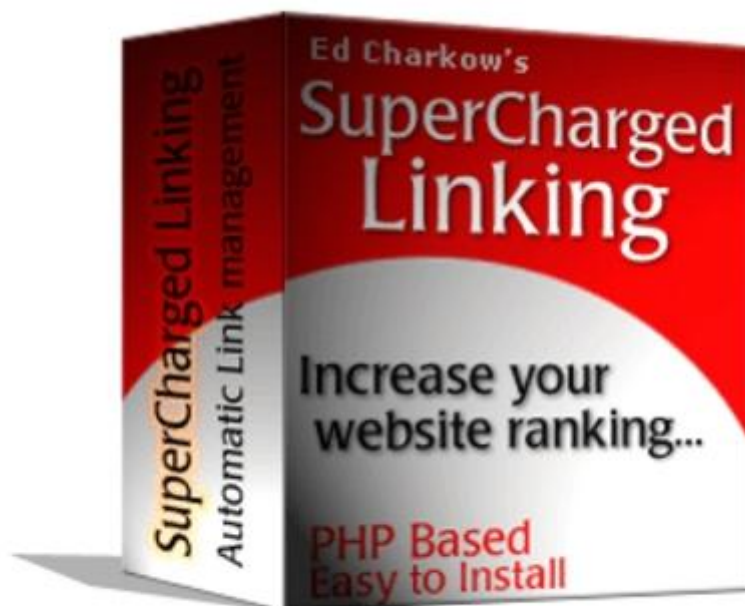 Ed Charkow's
SuperCharged
Linking
Increase your
website ranking...
PHP Based
Easy to Install
SuperCharged Linking
Automatic Link management